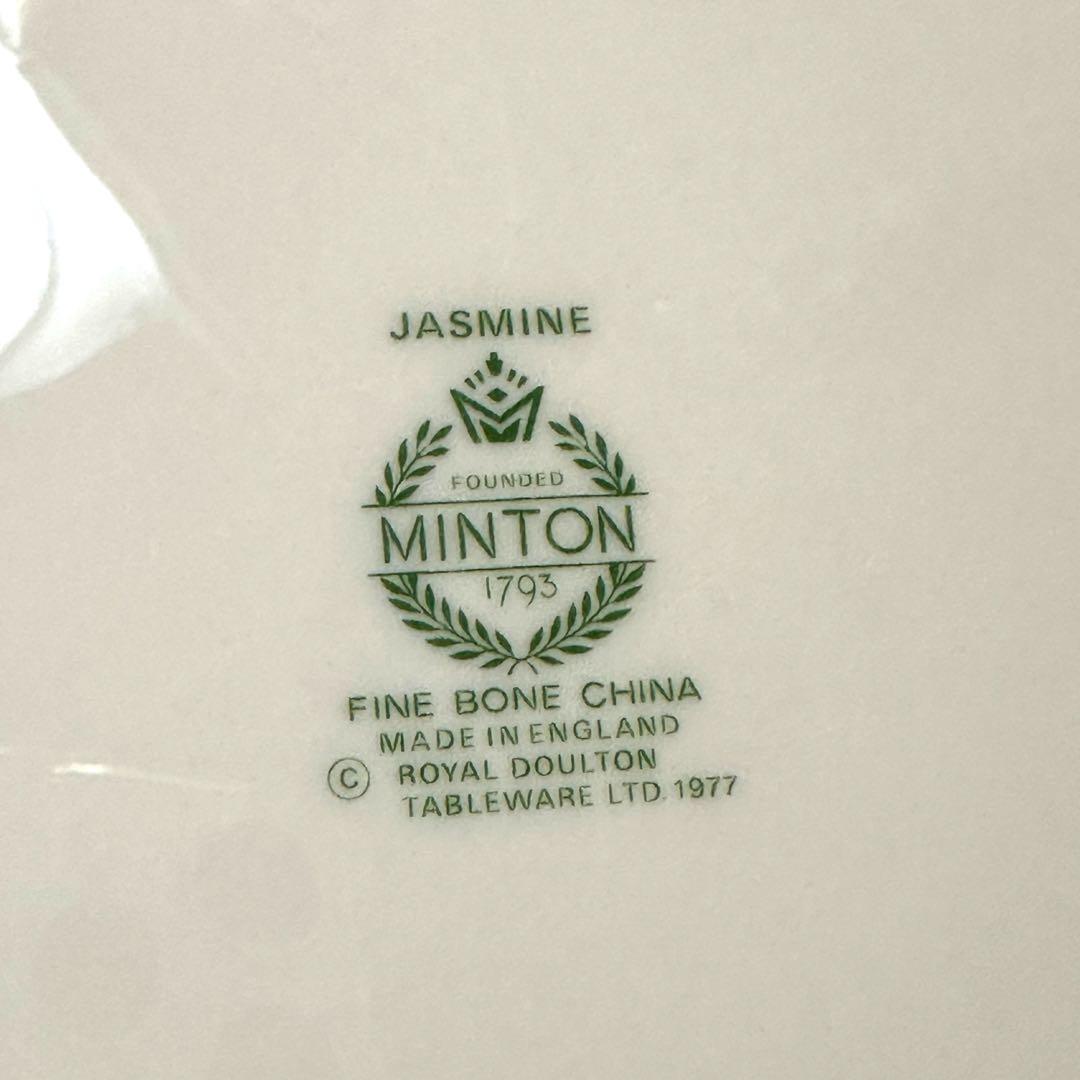 JASMINE
FOUNDED
MINTON
1793
FINE BONE CHINA
MADE IN ENGLAND
© ROYAL DOULTON
TABLEWARE LTD. 1977